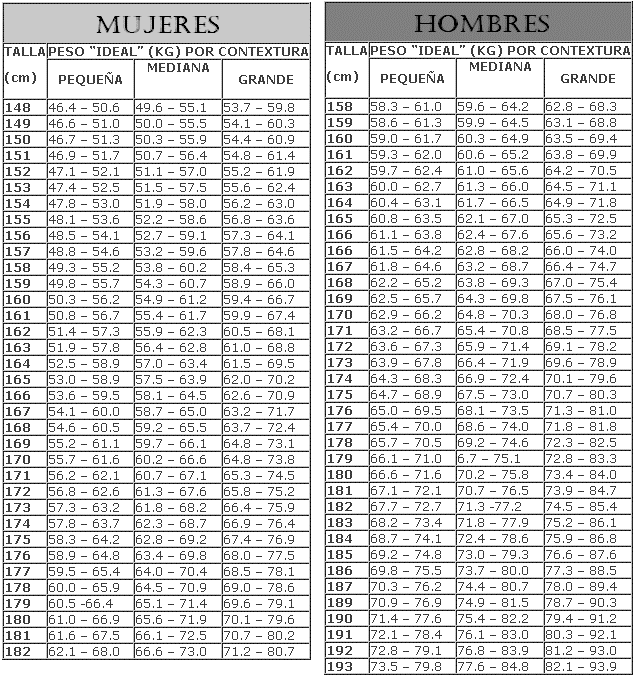 MUJERES
TALLA PESO “IDEAL” (KG) POR CONTEXTURA
(cm) PEQUEÑA MEDIANA GRANDE
148 46.4 – 50.6 49.6 – 55.1 53.7 – 59.8
149 46.6 – 51.0 50.0 – 55.5 54.1 – 60.3
150 46.7 – 51.3 50.3 – 55.9 54.4 – 60.9
151 46.9 – 51.7 50.7 – 56.4 54.8 – 61.4
152 47.1 – 52.1 51.1 – 57.0 55.2 – 61.9
153 47.4 – 52.5 51.5 – 57.5 55.6 – 62.4
154 47.8 – 53.0 51.9 – 58.0 56.2 – 63.0
155 48.1 – 53.6 52.2 – 58.6 56.8 – 63.6
156 48.5 – 54.1 52.7 – 59.1 57.3 – 64.1
157 48.8 – 54.6 53.2 – 59.6 57.8 – 64.6
158 49.3 – 55.2 53.8 – 60.2 58.4 – 65.3
159 49.8 – 55.7 54.3 – 60.7 58.9 – 66.0
160 50.3 – 56.2 54.9 – 61.2 59.4 – 66.7
161 50.8 – 56.7 55.4 – 61.7 59.9 – 67.4
162 51.4 – 57.3 55.9 – 62.3 60.5 – 68.1
163 51.9 – 57.8 56.4 – 62.8 61.0 – 68.8
164 52.5 – 58.9 57.0 – 63.4 61.5 – 69.5
165 53.0 – 58.9 57.5 – 63.9 62.0 – 70.2
166 53.6 – 59.5 58.1 – 64.5 62.6 – 70.9
167 54.1 – 60.0 58.7 – 65.0 63.2 – 71.7
168 54.6 – 60.5 59.2 – 65.5 63.7 – 72.4
169 55.2 – 61.1 59.7 – 66.1 64.8 – 73.1
170 55.7 – 61.6 60.2 – 66.6 64.8 – 73.8
171 56.2 – 62.1 60.7 – 67.1 65.3 – 74.5
172 56.8 – 62.6 61.3 – 67.6 65.8 – 75.2
173 57.3 – 63.2 61.8 – 68.2 66.4 – 75.9
174 57.8 – 63.7 62.3 – 68.7 66.9 – 76.4
175 58.3 – 64.2 62.8 – 69.2 67.4 – 76.9
176 58.9 – 64.8 63.4 – 69.8 68.0 – 77.5
177 59.5 – 65.4 64.0 – 70.4 68.5 – 78.1
178 60.0 – 65.9 64.5 – 70.9 69.0 – 78.6
179 60.5 -66.4 65.1 – 71.4 69.6 – 79.1
180 61.0 – 66.9 65.6 – 71.9 70.1 – 79.6
181 61.6 – 67.5 66.1 – 72.5 70.7 – 80.2
182 62.1 – 68.0 66.6 – 73.0 71.2 – 80.7
HOMBRES
TALLA PESO “IDEAL” (KG) POR CONTEXTURA
(cm) PEQUEÑA MEDIANA GRANDE
158 58.3 – 61.0 59.6 – 64.2 62.8 – 68.3
159 58.6 – 61.3 59.9 – 64.5 63.1 – 68.8
160 59.0 – 61.7 60.3 – 64.9 63.5 – 69.4
161 59.3 – 62.0 60.6 – 65.2 63.8 – 69.9
162 59.7 – 62.4 61.0 – 65.6 64.2 – 70.5
163 60.0 – 62.7 61.3 – 66.0 64.5 – 71.1
164 60.4 – 63.1 61.7 – 66.5 64.9 – 71.8
165 60.8 – 63.5 62.1 – 67.0 65.3 – 72.5
166 61.1 – 63.8 62.4 – 67.6 65.6 – 73.2
166 61.5 – 64.2 62.8 – 68.2 66.0 – 74.0
167 61.8 – 64.6 63.2 – 68.7 66.4 – 74.7
168 62.2 – 65.2 63.8 – 69.3 67.0 – 75.4
169 62.5 – 65.7 64.3 – 69.8 67.5 – 76.1
170 62.9 – 66.2 64.8 – 70.3 68.0 – 76.8
171 63.2 – 66.7 65.4 – 70.8 68.5 – 77.5
172 63.6 – 67.3 65.9 – 71.4 69.1 – 78.2
173 63.9 – 67.8 66.4 – 71.9 69.6 – 78.9
174 64.3 – 68.3 66.9 – 72.4 70.1 – 79.6
175 64.7 – 68.9 67.5 – 73.0 70.7 – 80.3
176 65.0 – 69.5 68.1 – 73.5 71.3 – 81.0
177 65.4 – 70.0 68.6 – 74.0 71.8 – 81.8
178 65.7 – 70.5 69.2 – 74.6 72.3 – 82.5
179 66.1 – 71.0 6.7 – 75.1 72.8 – 83.3
180 66.6 – 71.6 70.2 – 75.8 73.4 – 84.0
181 67.1 – 72.1 70.7 – 76.5 73.9 – 84.7
182 67.7 – 72.7 71.3 -77.2 74.5 – 85.4
183 68.2 – 73.4 71.8 – 77.9 75.2 – 86.1
184 68.7 – 74.1 72.4 – 78.6 75.9 – 86.8
185 69.2 – 74.8 73.0 – 79.3 76.6 – 87.6
186 69.8 – 75.5 73.7 – 80.0 77.3 – 88.5
187 70.3 – 76.2 74.4 – 80.7 78.0 – 89.4
189 70.9 – 76.9 74.9 – 81.5 78.7 – 90.3
190 71.4 – 77.6 75.4 – 82.2 79.4 – 91.2
191 72.1 – 78.4 76.1 – 83.0 80.3 – 92.1
192 72.8 – 79.1 76.8 – 83.9 81.2 – 93.0
193 73.5 – 79.8 77.6 – 84.8 82.1 – 93.9